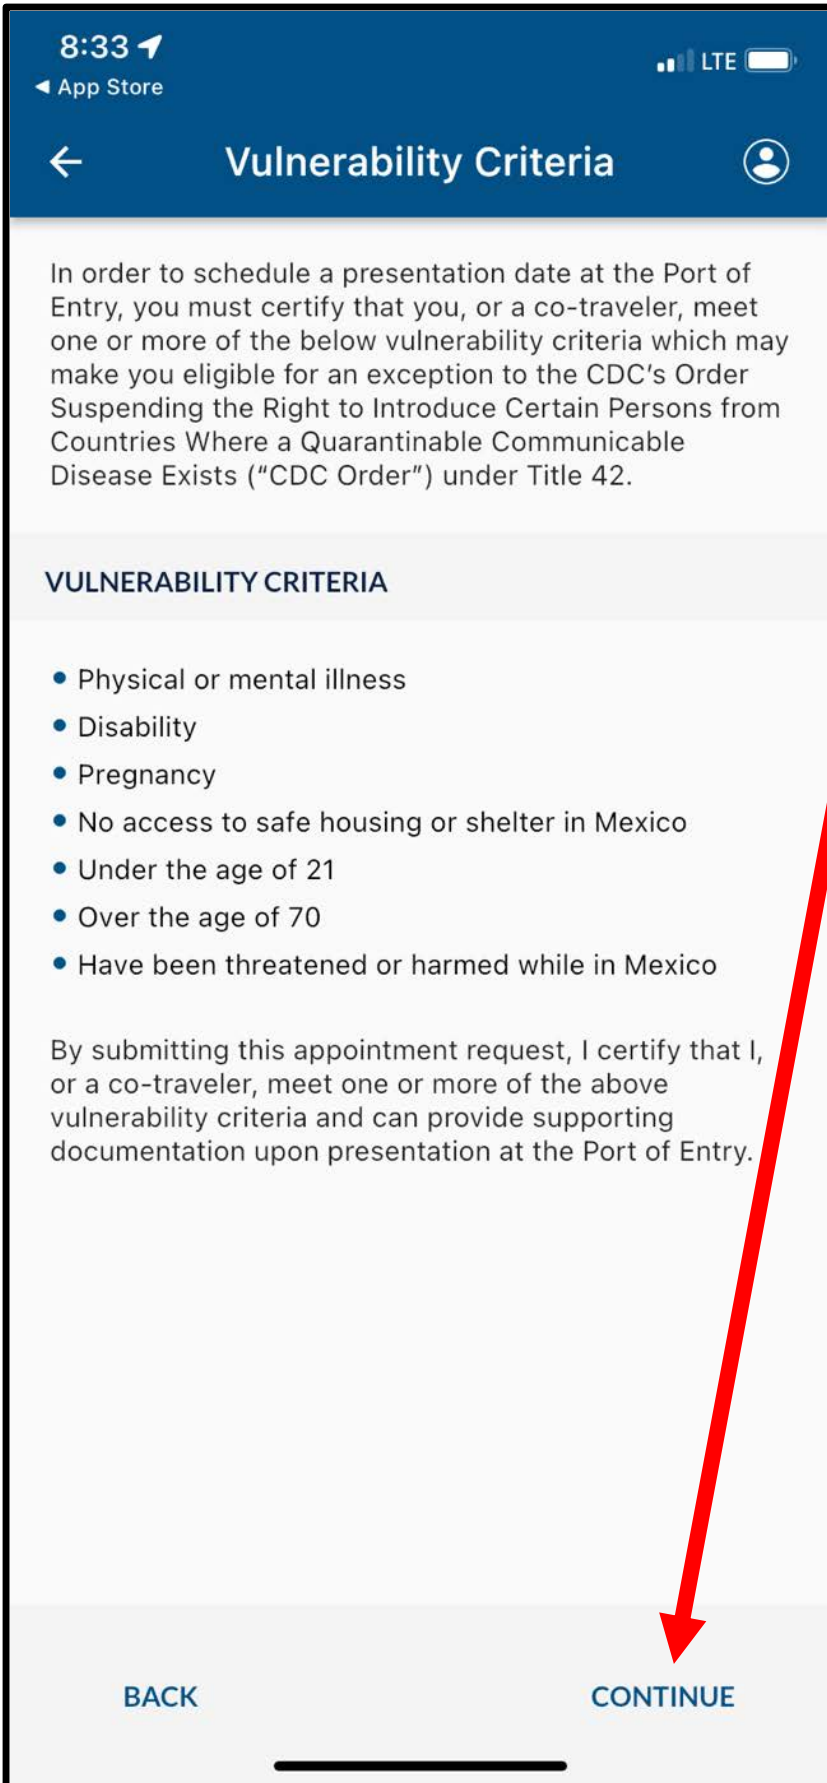 8:33
LTE
◀ App Store
Vulnerability Criteria
In order to schedule a presentation date at the Port of
Entry, you must certify that you, or a co-traveler, meet
one or more of the below vulnerability criteria which may
make you eligible for an exception to the CDC's Order
Suspending the Right to Introduce Certain Persons from
Countries Where a Quarantinable Communicable
Disease Exists (“CDC Order”) under Title 42.
VULNERABILITY CRITERIA
• Physical or mental illness
• Disability
• Pregnancy
• No access to safe housing or shelter in Mexico
• Under the age of 21
• Over the age of 70
• Have been threatened or harmed while in Mexico
By submitting this appointment request, I certify that I,
or a co-traveler, meet one or more of the above
vulnerability criteria and can provide supporting
documentation upon presentation at the Port of Entry.
BACK
CONTINUE